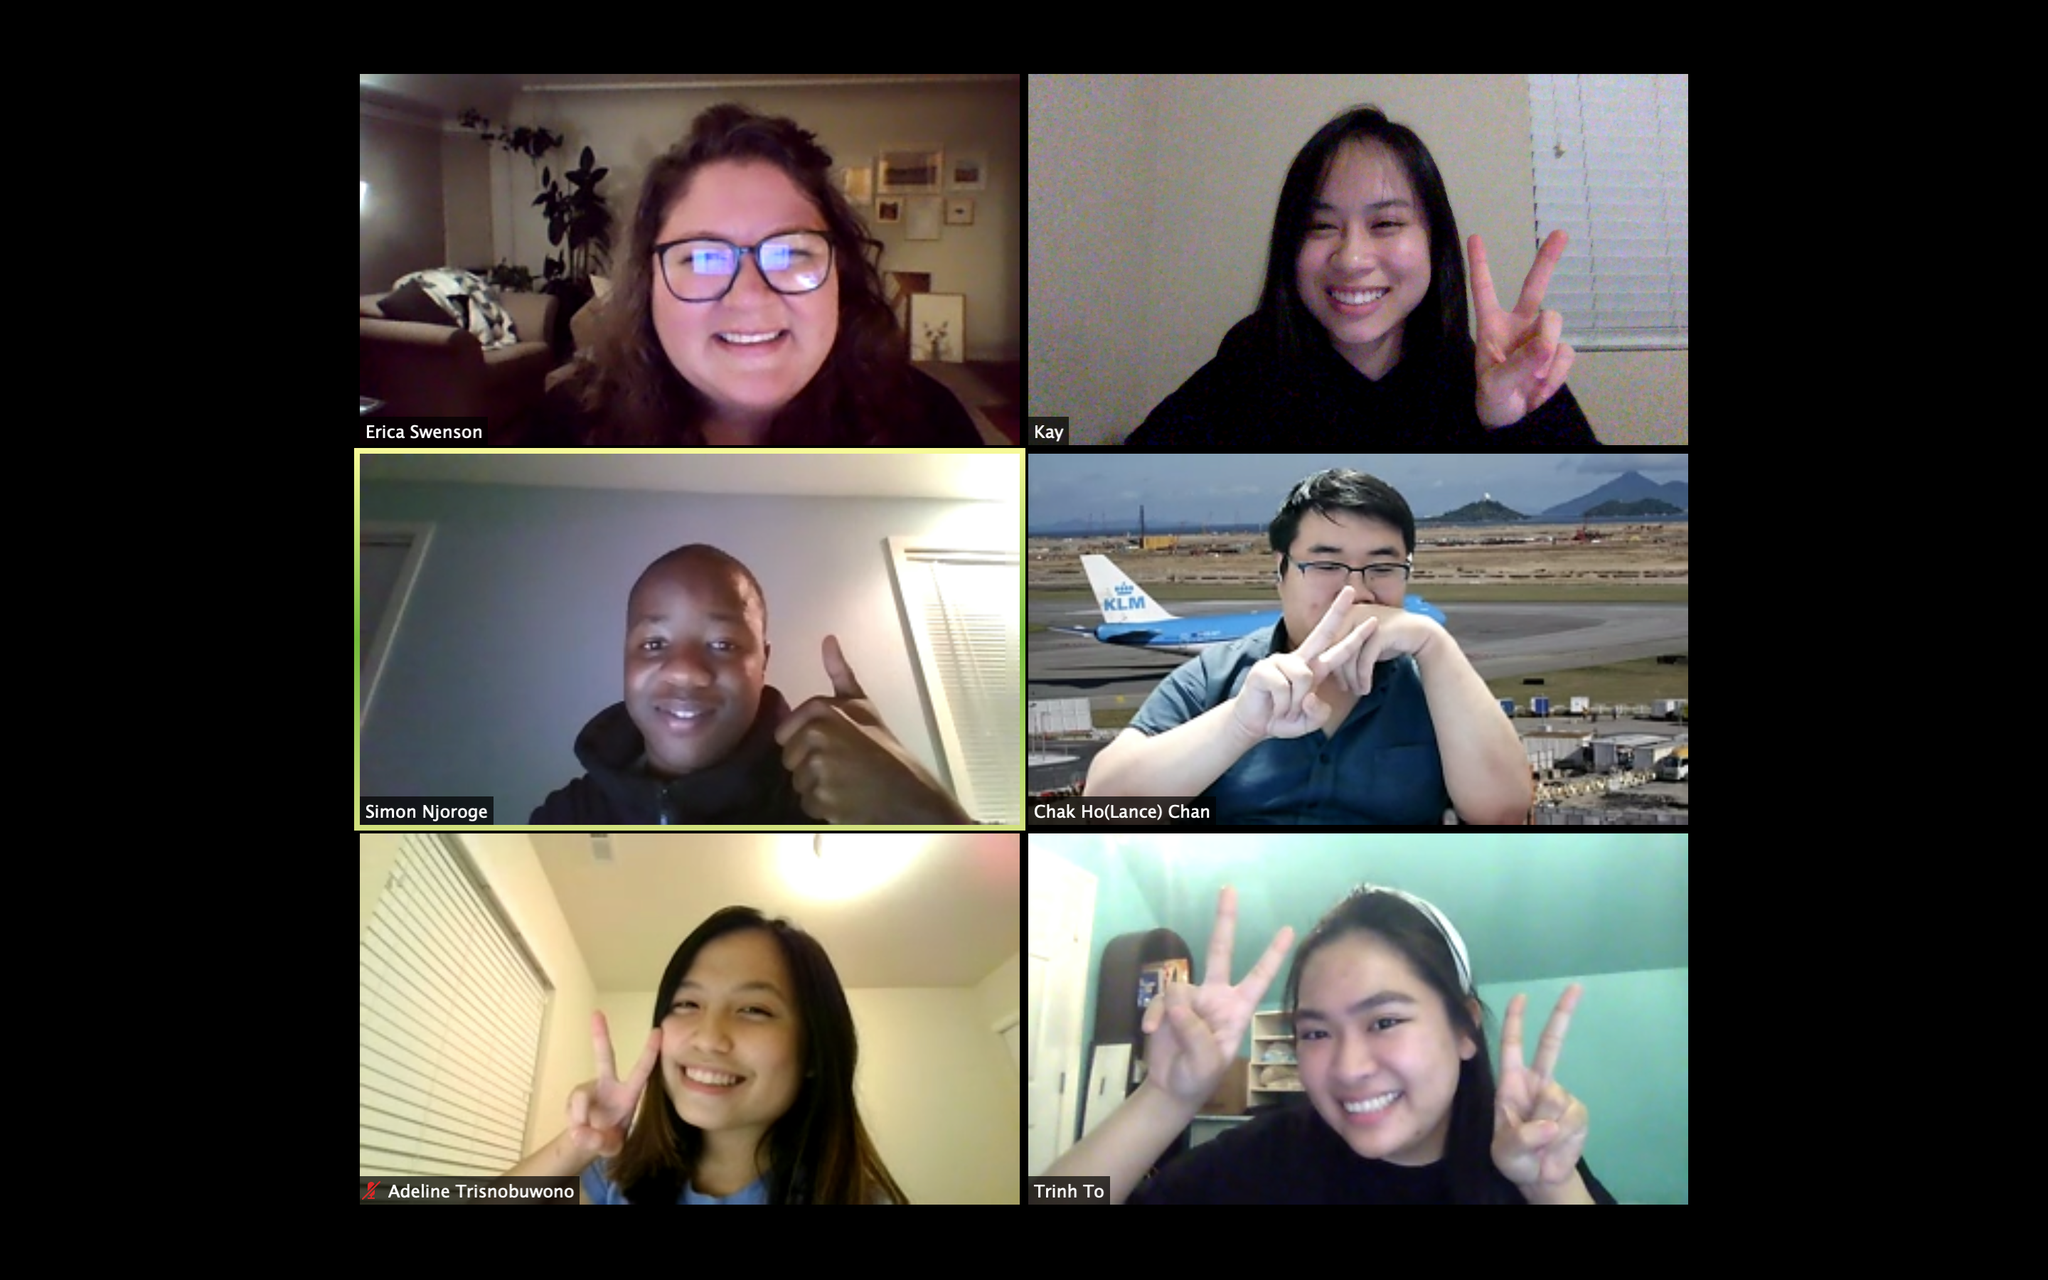 Erica Swenson
Kay
Simon Njoroge
KLM
Chak Ho(Lance) Chan
Adeline Trisnobuwono
Trinh To